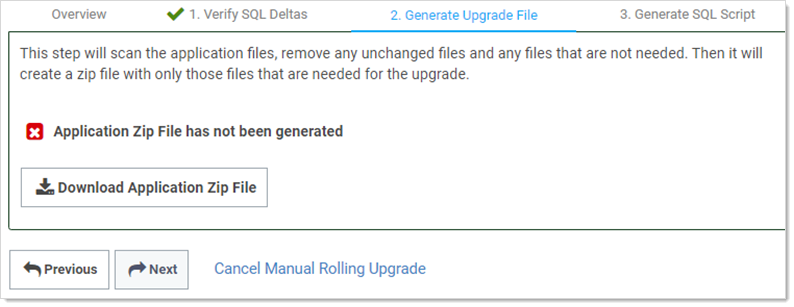 Overview 1. Verify SQL Deltas 2. Generate Upgrade File 3. Generate SQL Script
This step will scan the application files, remove any unchanged files and any files that are not needed. Then it will
create a zip file with only those files that are needed for the upgrade.
Application Zip File has not been generated
Download Application Zip File
Previous Next Cancel Manual Rolling Upgrade